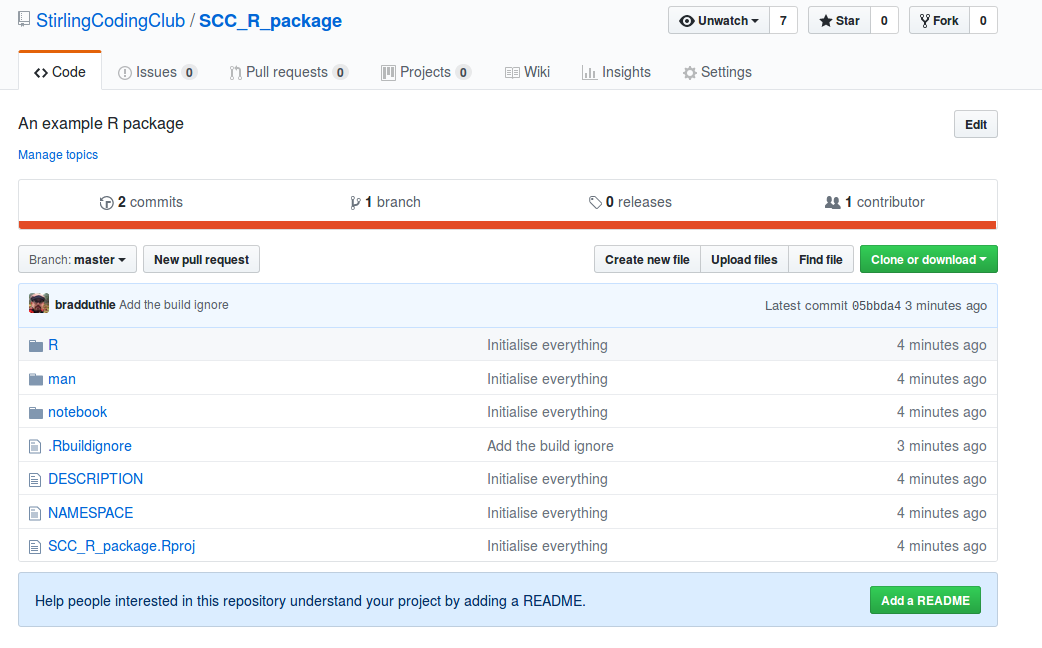 StirlingCodingClub / SCC_R_package Unwatch 7 Star 0 Fork 0
Code Issues 0 Pull requests 0 Projects 0 Wiki Insights Settings
An example R package Edit
Manage topics
2 commits 1 branch 0 releases 1 contributor
Branch: master New pull request Create new file Upload files Find file Clone or download
bradduthie Add the build ignore Latest commit 05bbda4 3 minutes ago
R Initialise everything 4 minutes ago
man Initialise everything 4 minutes ago
notebook Initialise everything 4 minutes ago
.Rbuildignore Add the build ignore 3 minutes ago
DESCRIPTION Initialise everything 4 minutes ago
NAMESPACE Initialise everything 4 minutes ago
SCC_R_package.Rproj Initialise everything 4 minutes ago
Help people interested in this repository understand your project by adding a README. Add a README